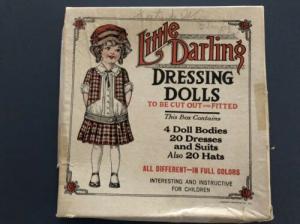 Little
Darling
DRESSING
DOLLS
TO BE CUT OUT AND FITTED
This Box Contains
4 Doll Bodies
20 Dresses
and Suits
Also 20 Hats
ALL DIFFERENT—IN FULL COLORS
INTERESTING AND INSTRUCTIVE
FOR CHILDREN